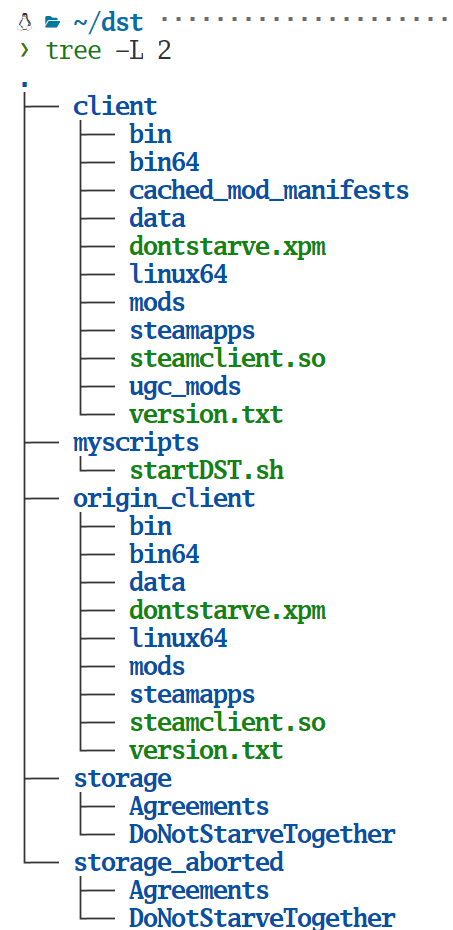 ~/dst ·····················
❯ tree -L 2
.
├── client
│   ├── bin
│   ├── bin64
│   ├── cached_mod_manifests
│   ├── data
│   ├── dontstarve.xpm
│   ├── linux64
│   ├── mods
│   ├── steamapps
│   ├── steamclient.so
│   ├── ugc_mods
│   └── version.txt
├── myscripts
│   └── startDST.sh
├── origin_client
│   ├── bin
│   ├── bin64
│   ├── data
│   ├── dontstarve.xpm
│   ├── linux64
│   ├── mods
│   ├── steamapps
│   ├── steamclient.so
│   └── version.txt
├── storage
│   ├── Agreements
│   └── DoNotStarveTogether
└── storage_aborted
    ├── Agreements
    └── DoNotStarveTogether